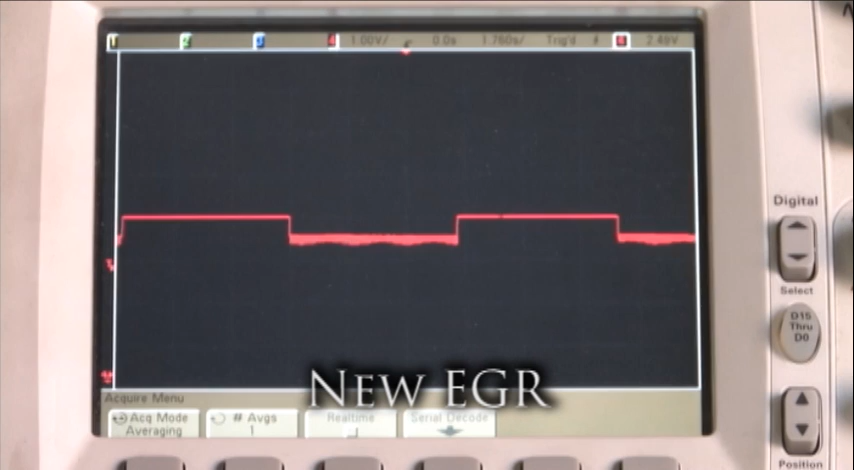 1 2 3 4 1.00V/ 0.0s 1.760s/ Trig'd 4 2.49V
Digital
Select
D15
Thru
D0
NEW EGR
Acquire Menu
Acq Mode # Avgs Realtime Serial Decode
Averaging 1
Position